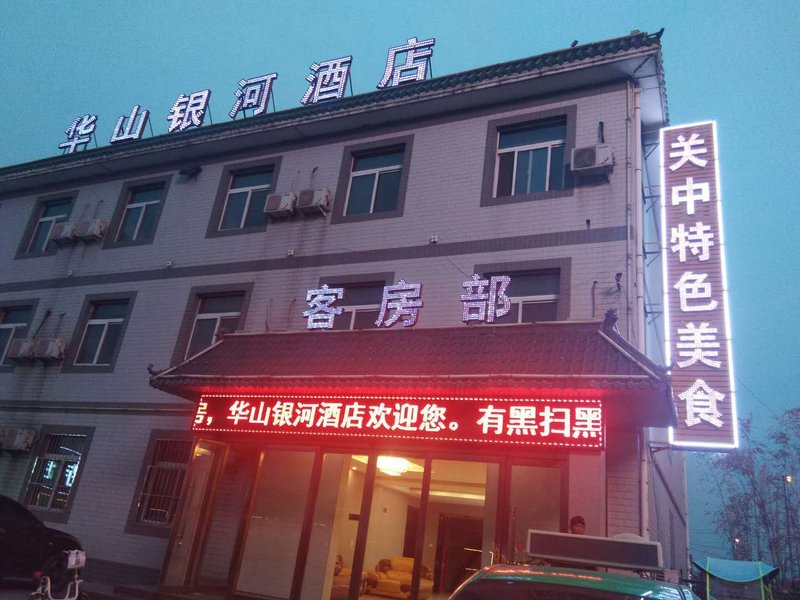 华山银河酒店
客房部
，华山银河酒店欢迎您。有黑扫黑
关中特色美食